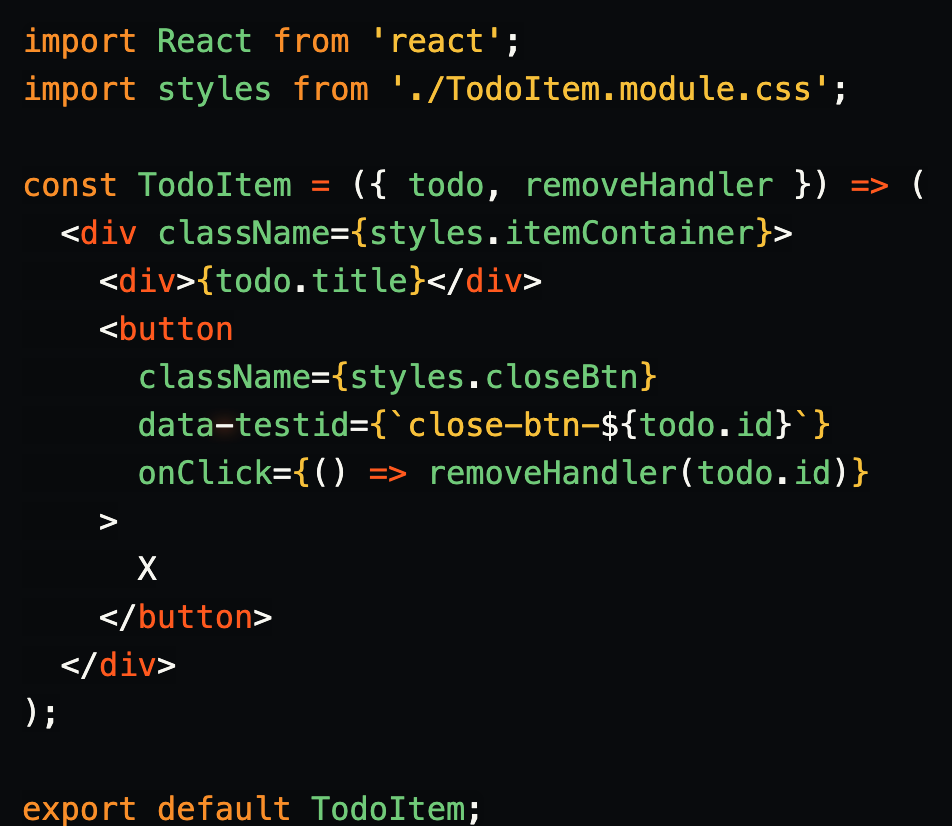 import React from 'react';
import styles from './TodoItem.module.css';

const TodoItem = ({ todo, removeHandler }) => (
  <div className={styles.itemContainer}>
    <div>{todo.title}</div>
    <button
      className={styles.closeBtn}
      data-testid={`close-btn-${todo.id}`}
      onClick={() => removeHandler(todo.id)}
    >
      X
    </button>
  </div>
);

export default TodoItem;